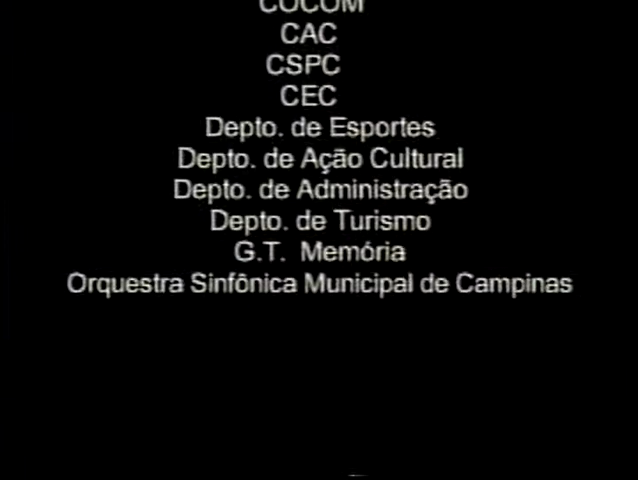 COCOM
CAC
CSPC
CEC
Depto. de Esportes
Depto. de Ação Cultural
Depto. de Administração
Depto. de Turismo
G.T. Memória
Orquestra Sinfônica Municipal de Campinas